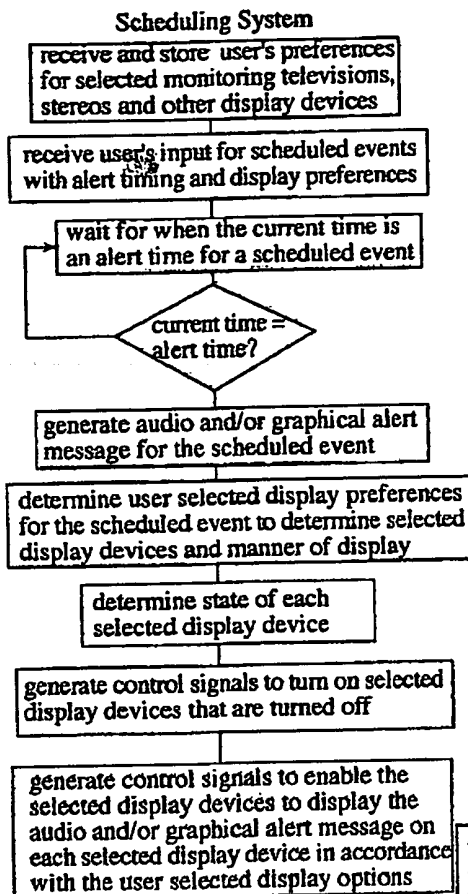 Scheduling System
receive and store user's preferences
for selected monitoring televisions,
stereos and other display devices
receive user's input for scheduled events
with alert timing and display preferences
wait for when the current time is
an alert time for a scheduled event
current time =
alert time?
generate audio and/or graphical alert
message for the scheduled event
determine user selected display preferences
for the scheduled event to determine selected
display devices and manner of display
determine state of each
selected display device
generate control signals to turn on selected
display devices that are turned off
generate control signals to enable the
selected display devices to display the
audio and/or graphical alert message on
each selected display device in accordance
with the user selected display options